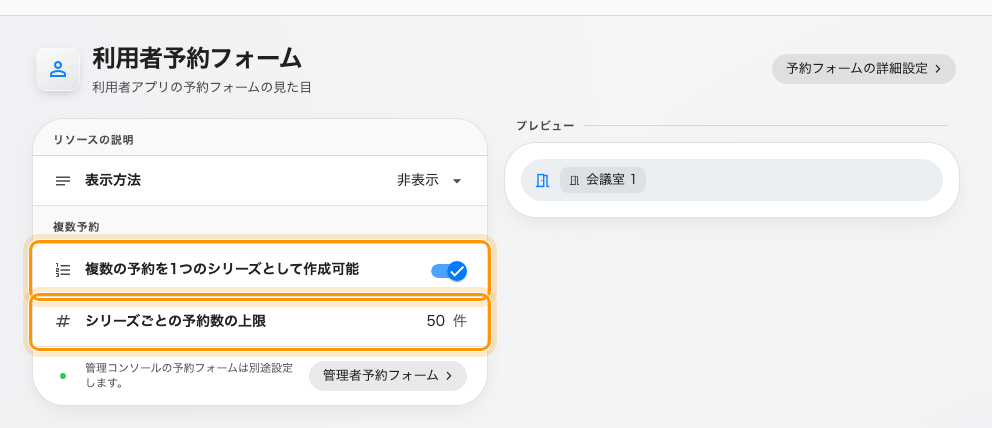 利用者予約フォーム
利用者アプリの予約フォームの見た目
予約フォームの詳細設定
リソースの説明
表示方法 非表示
複数予約
複数の予約を1つのシリーズとして作成可能
シリーズごとの予約数の上限 50 件
管理コンソールの予約フォームは別途設定
します。
管理者予約フォーム
プレビュー
会議室 1